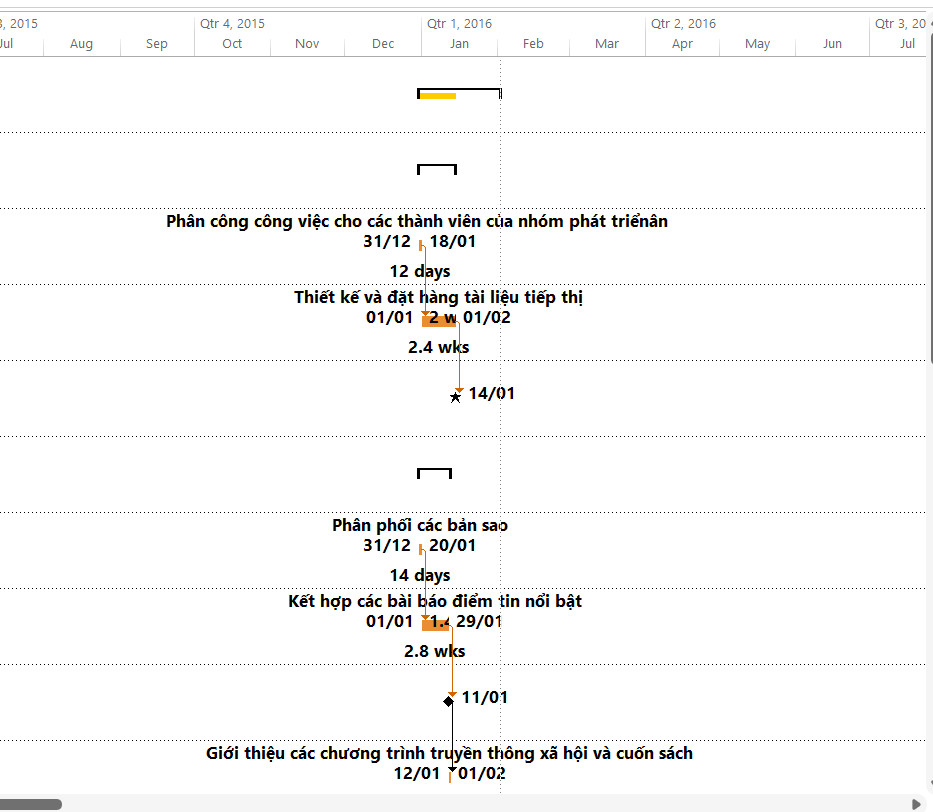 3, 2015 Qtr 4, 2015 Qtr 1, 2016 Qtr 2, 2016 Qtr 3, 20
Jul Aug Sep Oct Nov Dec Jan Feb Mar Apr May Jun Jul
Phân công công việc cho các thành viên của nhóm phát triểnân
31/12 18/01
12 days
Thiết kế và đặt hàng tài liệu tiếp thị
01/01 2 w 01/02
2.4 wks
14/01
Phân phối các bản sao
31/12 20/01
14 days
Kết hợp các bài báo điểm tin nổi bật
01/01 1.4 29/01
2.8 wks
11/01
Giới thiệu các chương trình truyền thông xã hội và cuốn sách
12/01 01/02